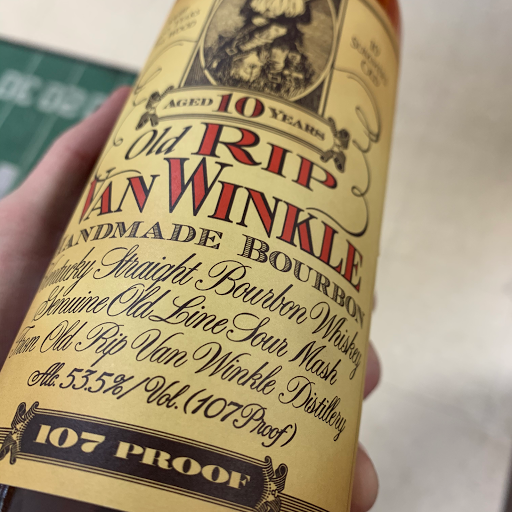 AGED 10 YEARS
Old RIP
VAN WINKLE
HANDMADE BOURBON
Kentucky Straight Bourbon Whiskey
Genuine Old-Line Sour Mash
From Old Rip Van Winkle Distillery
Alc. 53.5%/Vol. (107 Proof)
107 PROOF